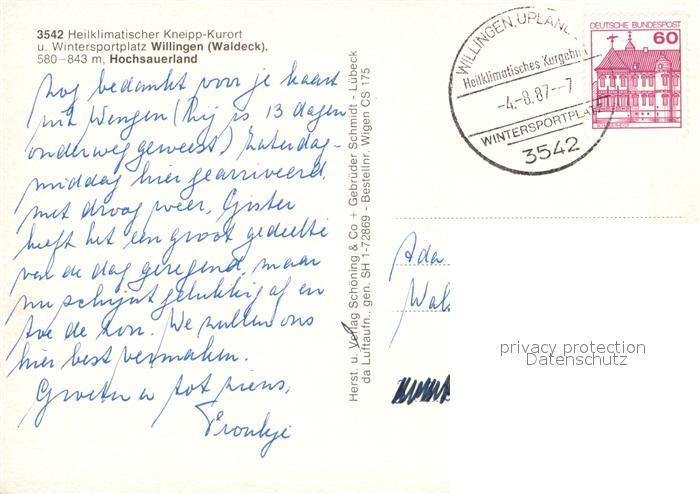 3542 Heilklimatischer Kneipp-Kurort
u. Wintersportplatz Willingen (Waldeck),
580-843 m, Hochsauerland
Nog bedankt voor je kaart
uit Wengen (hij is 13 dagen
onderweg geweest) Zaterdag-
middag hier gearriveerd
met droog weer, Gister
heeft het een groot gedeelte
van de dag geregend, maar
nu schijnt gelukkig af en
toe de zon. We zullen ons
hier best vermaken.
Groeten en tot ziens,
Froukje
Herst. u. Verlag Schöning & Co + Gebrüder Schmidt - Lübeck
da Luftaufn., gen. SH 1-72869 - Bestellnr. Wigen CS 175
WILLINGEN, UPLAND
Heilklimatisches Kurgebiet
-4.-8.87--7
WINTERSPORTPLATZ
3542
DEUTSCHE BUNDESPOST
60
Ada
privacy protection
Datenschutz